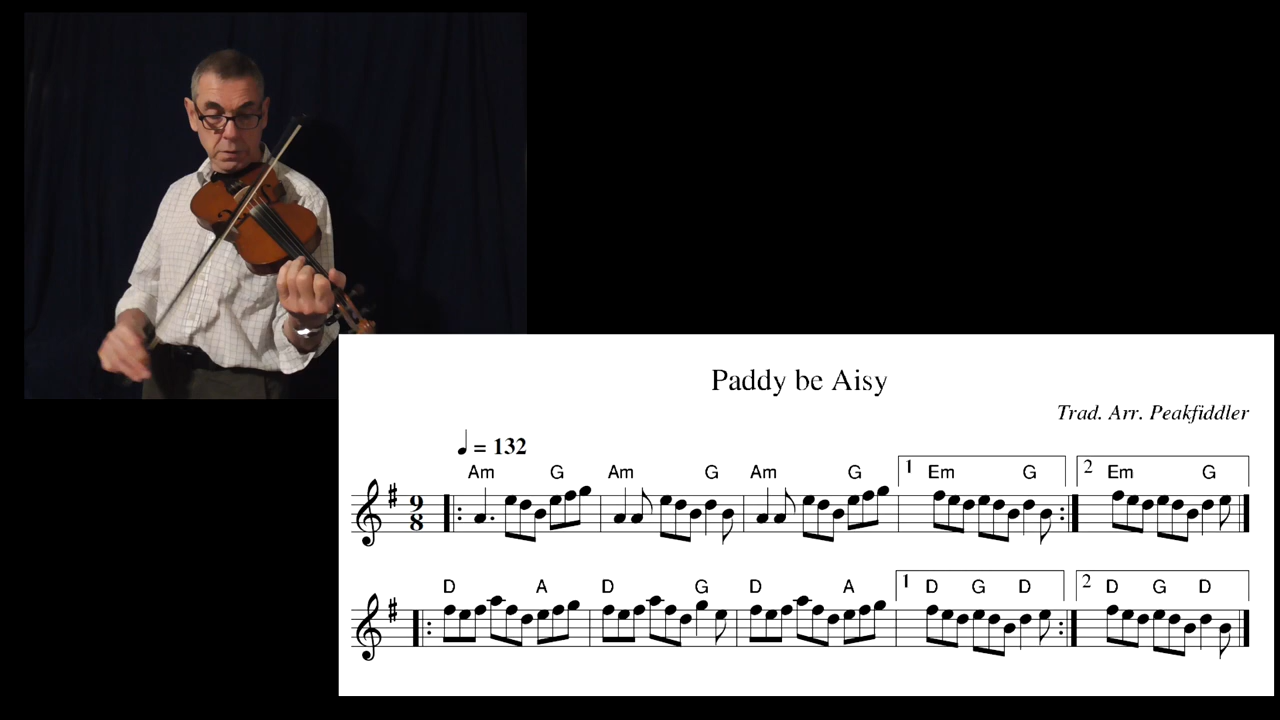 Paddy be Aisy
Trad. Arr. Peakfiddler
♩ = 132
Am G Am G Am G 1 Em G 2 Em G
9
8
D A D G D A 1 D G D 2 D G D